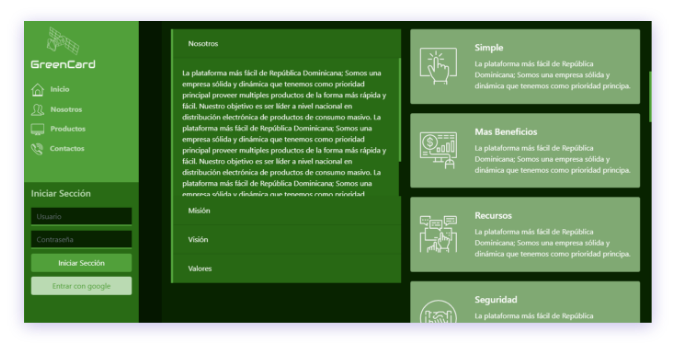 GreenCard
Inicio
Nosotros
Productos
Contactos
Iniciar Sección
Usuario
Contraseña
Iniciar Sección
Entrar con google
Nosotros
La plataforma más fácil de República Dominicana; Somos una
empresa sólida y dinámica que tenemos como prioridad
principal proveer multiples productos de la forma más rápida y
fácil. Nuestro objetivo es ser líder a nivel nacional en
distribución electrónica de productos de consumo masivo. La
plataforma más fácil de República Dominicana; Somos una
empresa sólida y dinámica que tenemos como prioridad
principal proveer multiples productos de la forma más rápida y
fácil. Nuestro objetivo es ser líder a nivel nacional en
distribución electrónica de productos de consumo masivo. La
plataforma más fácil de República Dominicana; Somos una
empresa sólida y dinámica que tenemos como prioridad
Misión
Visión
Valores
Simple
La plataforma más fácil de República
Dominicana; Somos una empresa sólida y
dinámica que tenemos como prioridad principa.
Mas Beneficios
La plataforma más fácil de República
Dominicana; Somos una empresa sólida y
dinámica que tenemos como prioridad principa.
Recursos
La plataforma más fácil de República
Dominicana; Somos una empresa sólida y
dinámica que tenemos como prioridad principa.
Seguridad
La plataforma más fácil de República